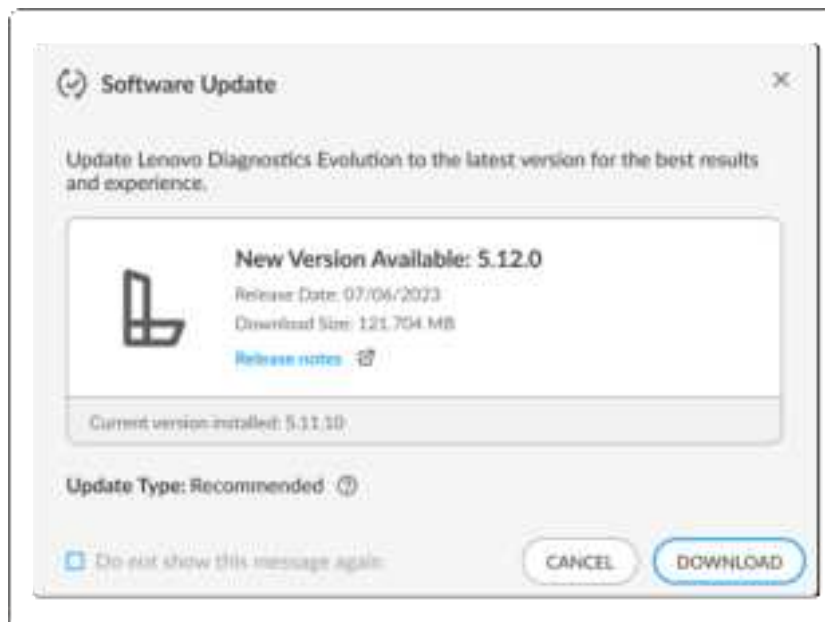 Software Update
Update Lenovo Diagnostics Evolution to the latest version for the best results
and experience.
New Version Available: 5.12.0
Release Date: 07/06/2023
Download Size: 121.704 MB
Release notes
Current version installed: 5.11.10
Update Type: Recommended
Do not show this message again
CANCEL
DOWNLOAD